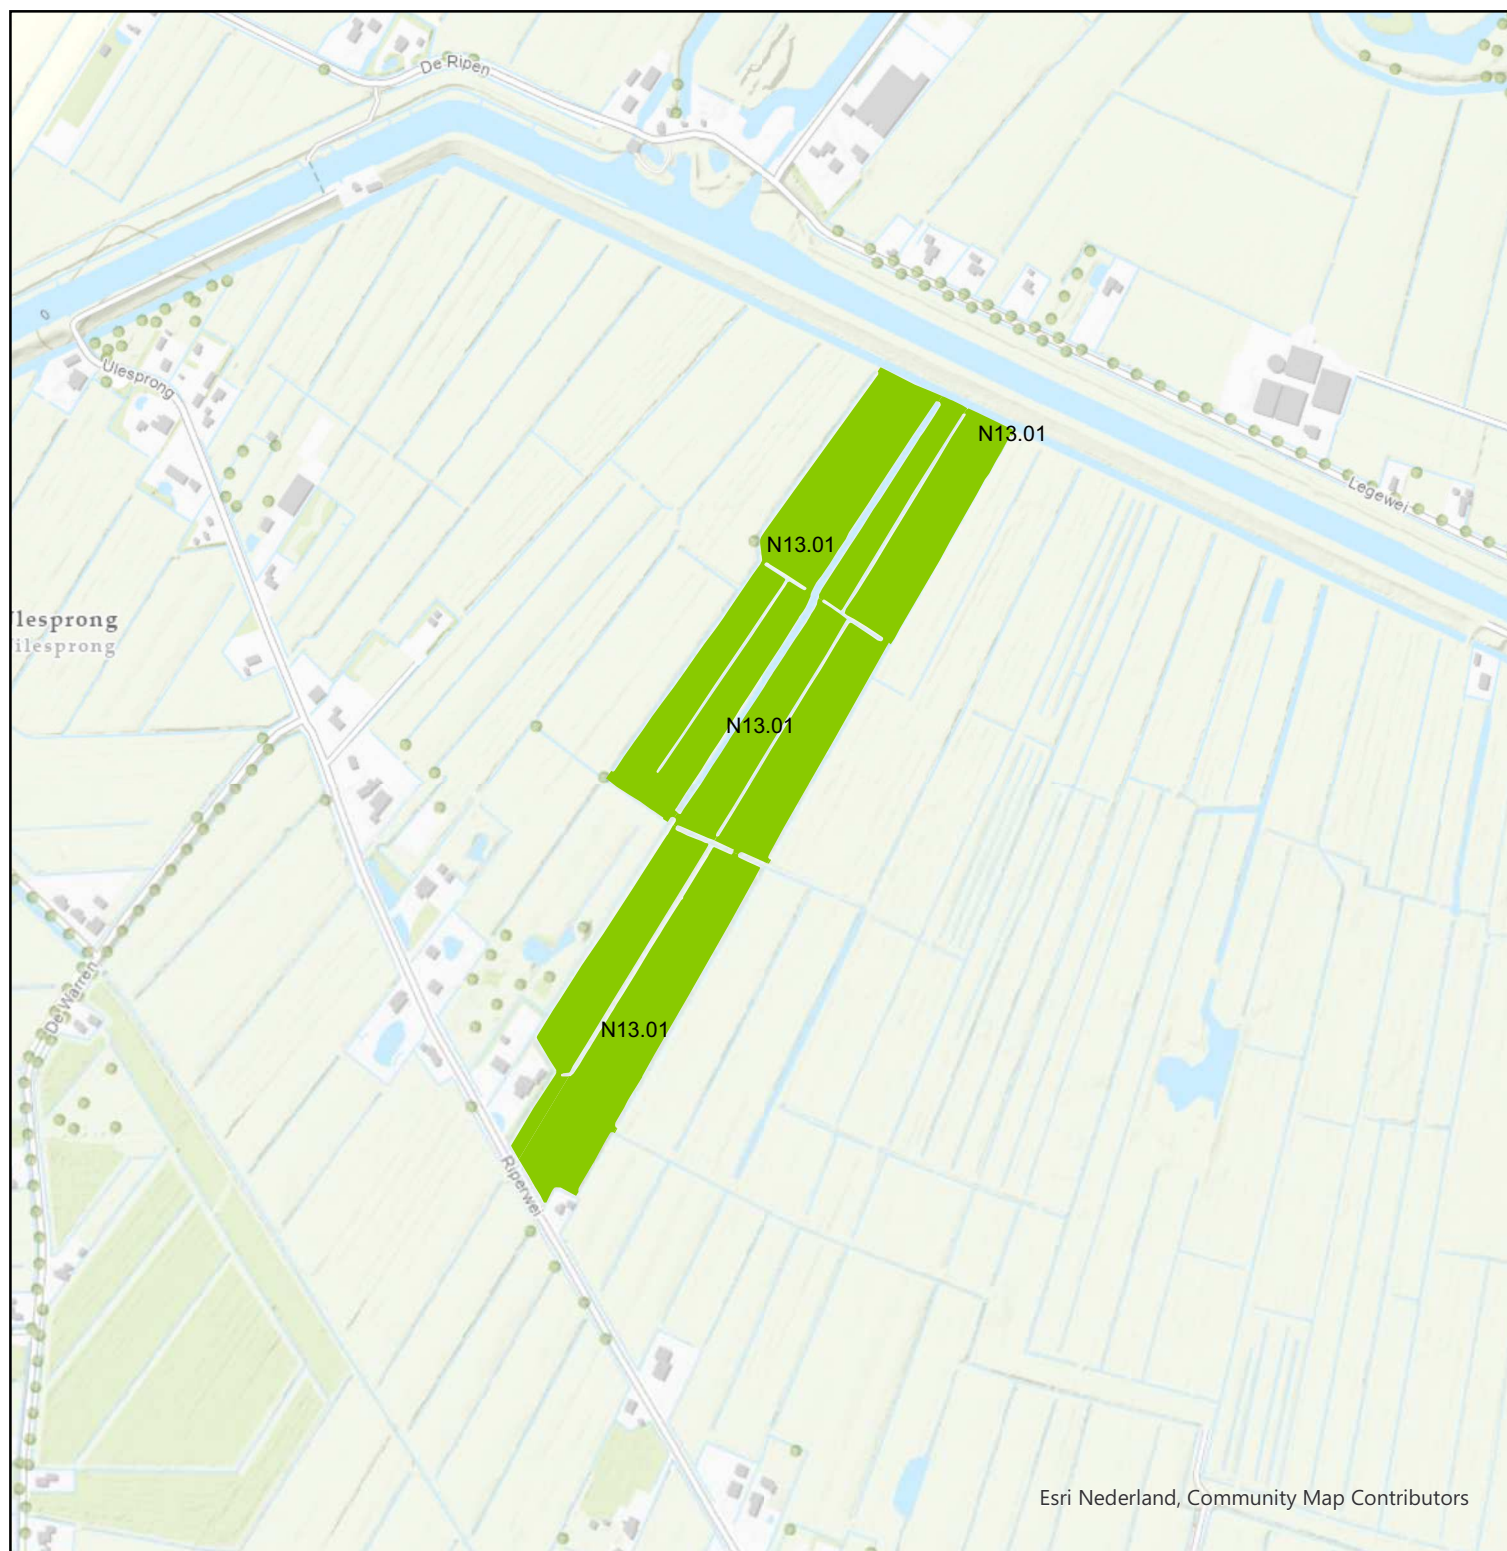 De Ripen
Ulesprong
N13.01
Legewei
N13.01
lesprong
ilesprong
N13.01
De Warren
N13.01
Riperwei
Esri Nederland, Community Map Contributors